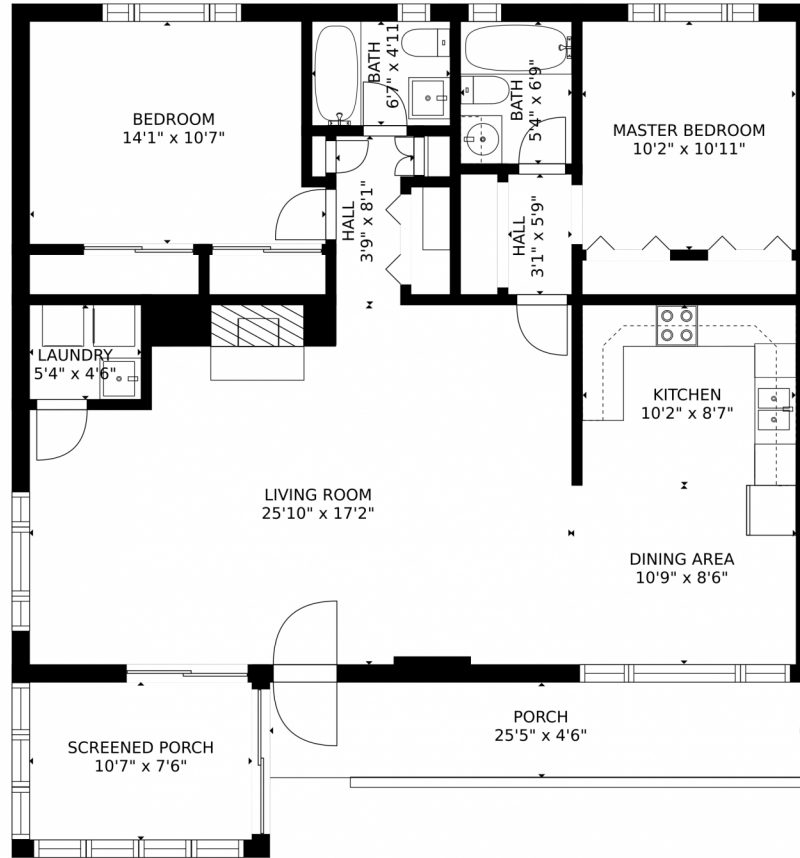 BEDROOM
14'1" x 10'7"
BATH
6'7" x 4'11"
BATH
5'4" x 6'9"
MASTER BEDROOM
10'2" x 10'11"
HALL
3'9" x 8'1"
HALL
3'1" x 5'9"
LAUNDRY
5'4" x 4'6"
KITCHEN
10'2" x 8'7"
LIVING ROOM
25'10" x 17'2"
DINING AREA
10'9" x 8'6"
SCREENED PORCH
10'7" x 7'6"
PORCH
25'5" x 4'6"